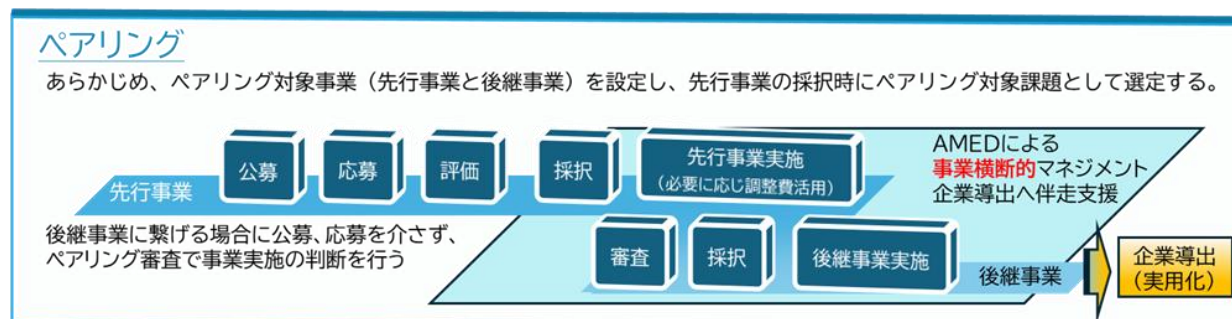 ペアリング
あらかじめ、ペアリング対象事業（先行事業と後継事業）を設定し、先行事業の採択時にペアリング対象課題として選定する。
先行事業
公募
応募
評価
採択
先行事業実施
（必要に応じ調整費活用）
AMEDによる
事業横断的マネジメント
企業導出へ伴走支援
後継事業に繋げる場合に公募、応募を介さず、
ペアリング審査で事業実施の判断を行う
審査
採択
後継事業実施
後継事業
企業導出
（実用化）